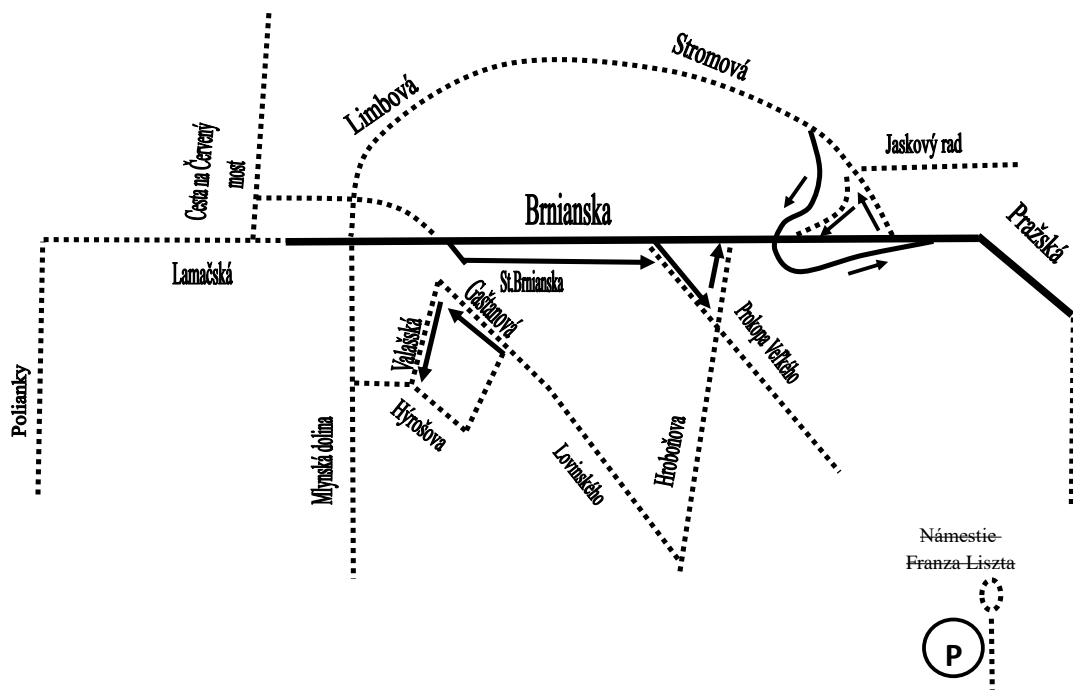 Stromová
Limbová
Cesta na Červený
most
Jaskový rad
Brnianska
Pražská
Lamačská
St.Brnianska
Gaštanová
Valašská
Prokopa Veľkého
Polianky
Hýrošova
Mlynská dolina
Lovinského
Hroboňova
Námestie
Franza Liszta
P